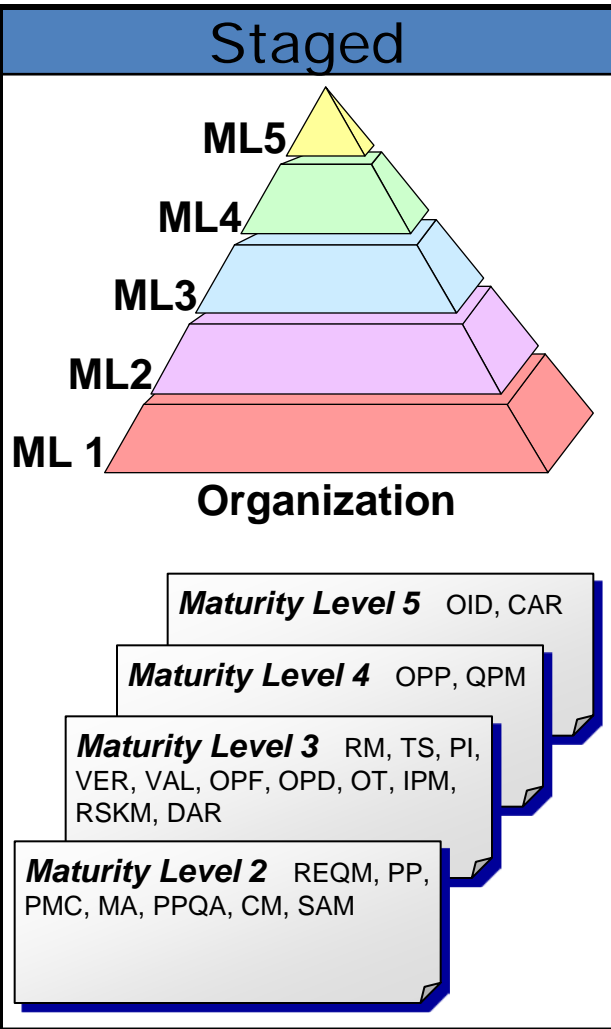 Staged
ML5
ML4
ML3
ML2
ML 1
Organization
Maturity Level 5 OID, CAR
Maturity Level 4 OPP, QPM
Maturity Level 3 RM, TS, PI,
VER, VAL, OPF, OPD, OT, IPM,
RSKM, DAR
Maturity Level 2 REQM, PP,
PMC, MA, PPQA, CM, SAM